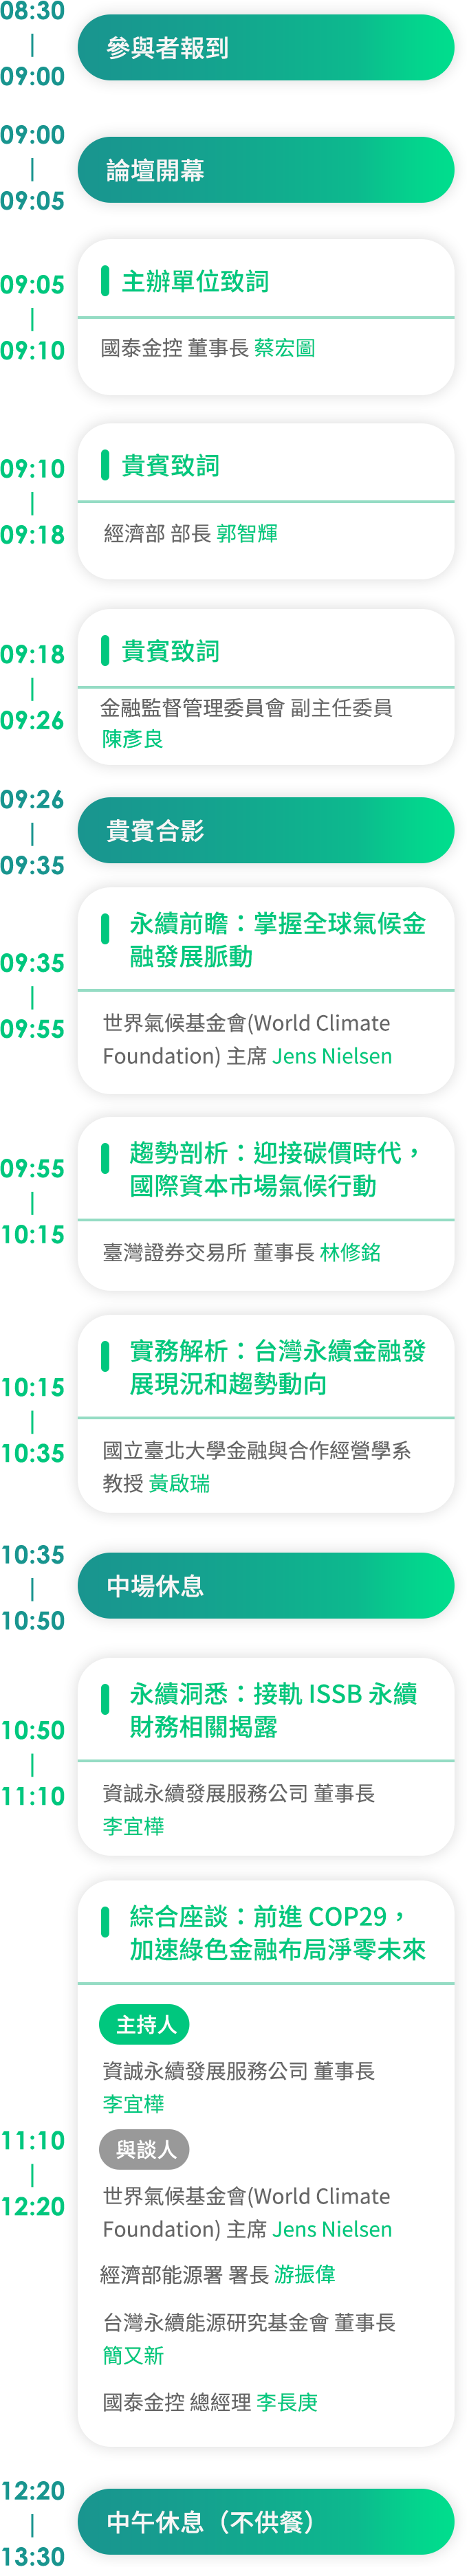 08:30
|
09:00
參與者報到
09:00
|
09:05
論壇開幕
09:05
|
09:10
主辦單位致詞
國泰金控 董事長 蔡宏圖
09:10
|
09:18
貴賓致詞
經濟部 部長 郭智輝
09:18
|
09:26
貴賓致詞
金融監督管理委員會 副主任委員
陳彥良
09:26
|
09:35
貴賓合影
09:35
|
09:55
永續前瞻：掌握全球氣候金
融發展脈動
世界氣候基金會(World Climate
Foundation) 主席 Jens Nielsen
09:55
|
10:15
趨勢剖析：迎接碳價時代，
國際資本市場氣候行動
臺灣證券交易所 董事長 林修銘
10:15
|
10:35
實務解析：台灣永續金融發
展現況和趨勢動向
國立臺北大學金融與合作經營學系
教授 黃啟瑞
10:35
|
10:50
中場休息
10:50
|
11:10
永續洞悉：接軌 ISSB 永續
財務相關揭露
資誠永續發展服務公司 董事長
李宜樺
11:10
|
12:20
綜合座談：前進 COP29，
加速綠色金融布局淨零未來
主持人
資誠永續發展服務公司 董事長
李宜樺
與談人
世界氣候基金會(World Climate
Foundation) 主席 Jens Nielsen
經濟部能源署 署長 游振偉
台灣永續能源研究基金會 董事長
簡又新
國泰金控 總經理 李長庚
12:20
|
13:30
中午休息（不供餐）